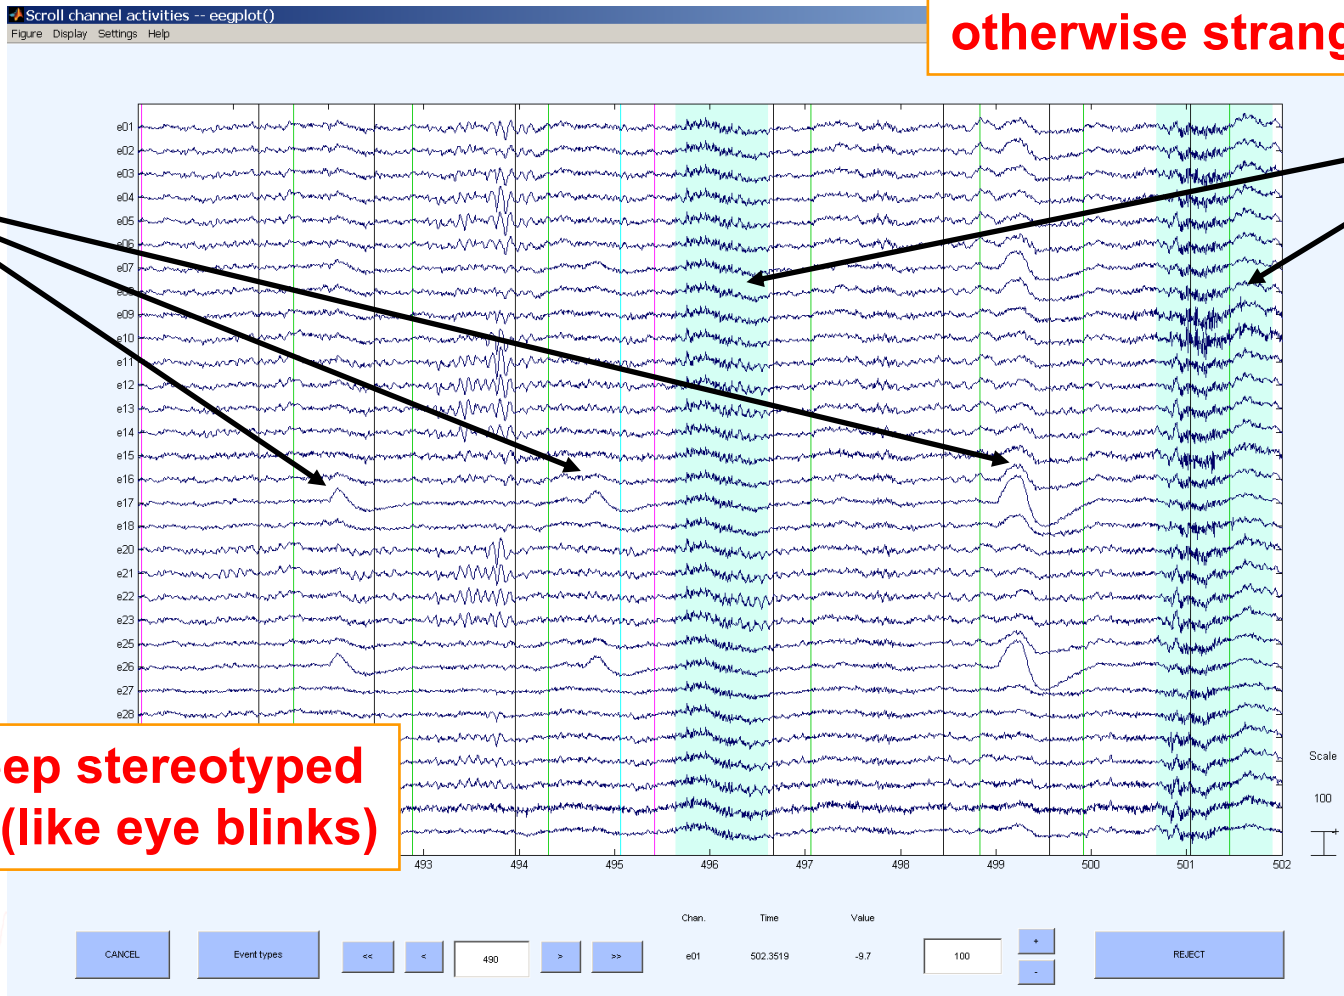 Scroll channel activities -- eegplot()
Figure Display Settings Help
otherwise strang
e01
e02
e03
e04
e05
e06
e07
e08
e09
e10
e11
e12
e13
e14
e15
e16
e17
e18
e20
e21
e22
e23
e25
e26
e27
e28
ep stereotyped
(like eye blinks)
Scale
100
+
493 494 495 496 497 498 499 500 501 502
Chan. Time Value
CANCEL Event types << < 490 > >> e01 502.3519 -9.7 100 + - REJECT